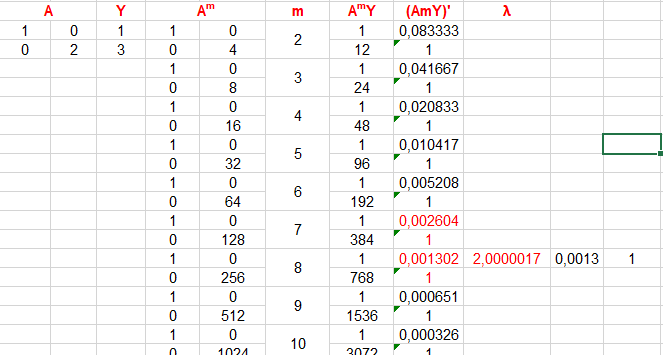 A Y Aᵐ m AᵐY (AmY)' λ
1 0 1 1 0 2 1 0,083333
0 2 3 0 4 12 1
1 0 3 1 0,041667
0 8 24 1
1 0 4 1 0,020833
0 16 48 1
1 0 5 1 0,010417
0 32 96 1
1 0 6 1 0,005208
0 64 192 1
1 0 7 1 0,002604
0 128 384 1
1 0 8 1 0,001302 2,0000017 0,0013 1
0 256 768 1
1 0 9 1 0,000651
0 512 1536 1
1 0 10 1 0,000326
0 1024 3072 1